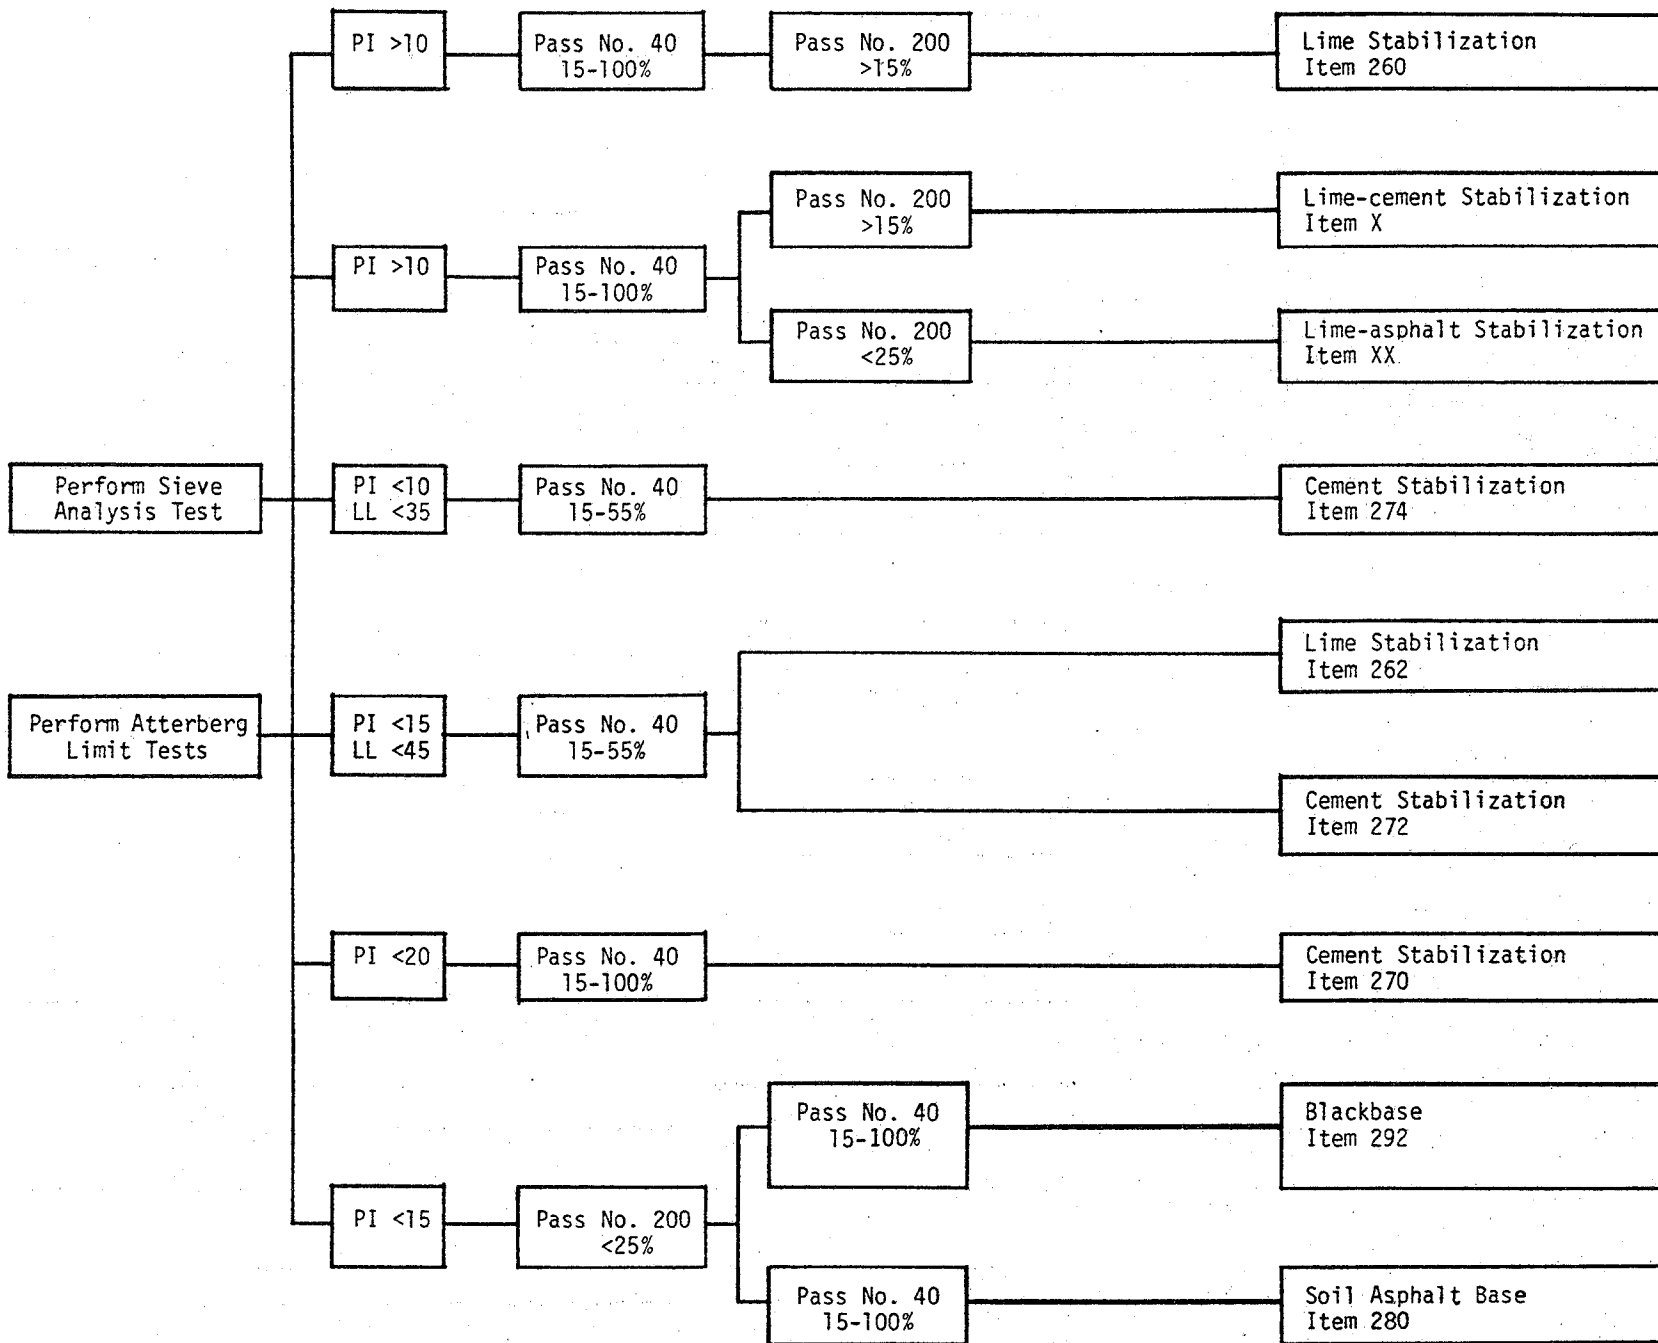 PI >10
Pass No. 40
15-100%
Pass No. 200
>15%
Lime Stabilization
Item 260
PI >10
Pass No. 40
15-100%
Pass No. 200
>15%
Lime-cement Stabilization
Item X
Pass No. 200
<25%
Lime-asphalt Stabilization
Item XX
Perform Sieve
Analysis Test
PI <10
LL <35
Pass No. 40
15-55%
Cement Stabilization
Item 274
Perform Atterberg
Limit Tests
PI <15
LL <45
Pass No. 40
15-55%
Lime Stabilization
Item 262
Cement Stabilization
Item 272
PI <20
Pass No. 40
15-100%
Cement Stabilization
Item 270
PI <15
Pass No. 200
<25%
Pass No. 40
15-100%
Blackbase
Item 292
Pass No. 40
15-100%
Soil Asphalt Base
Item 280